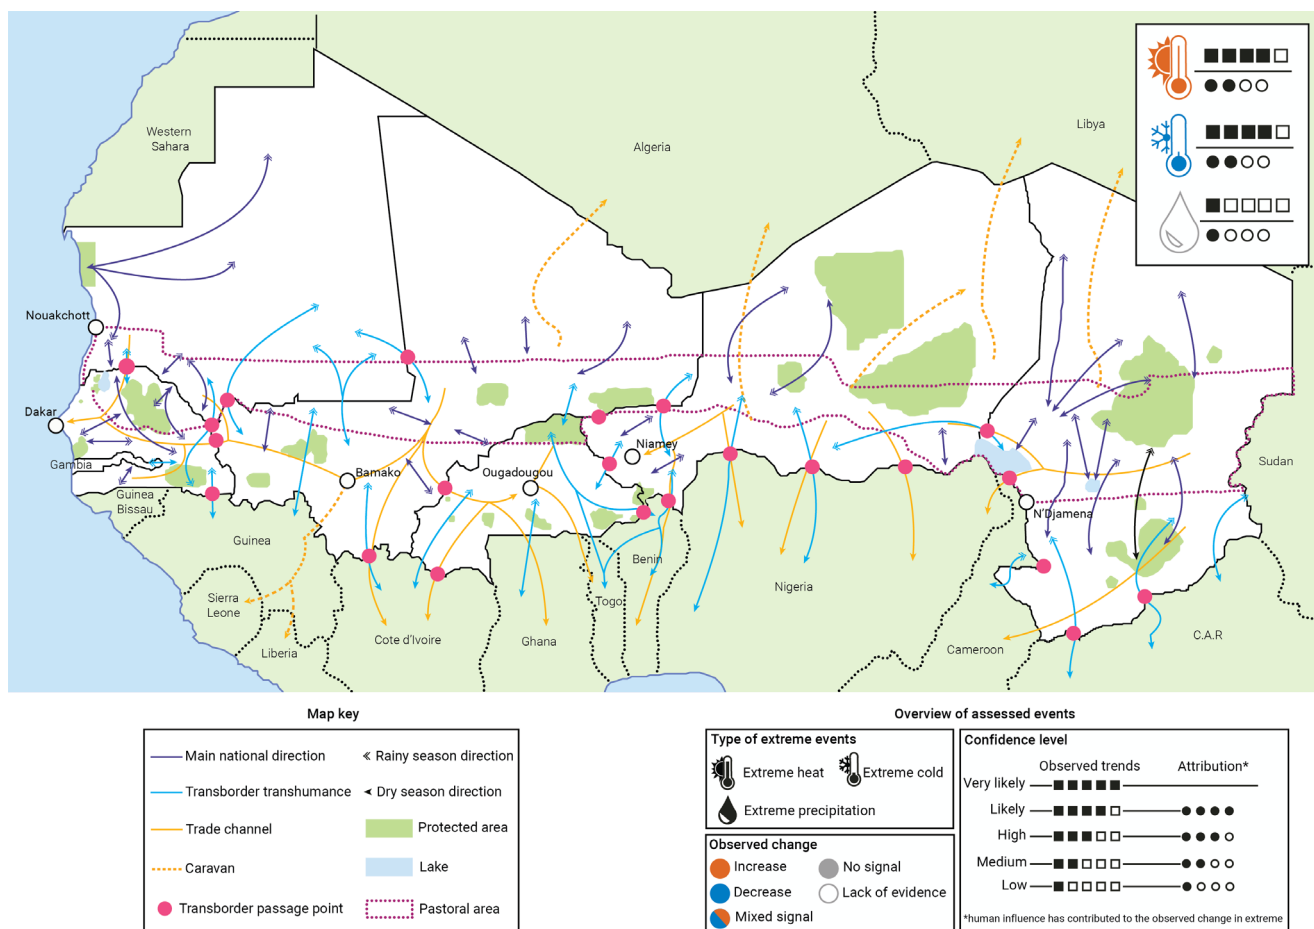 Western
Sahara
Algeria
Libya
Nouakchott
Dakar
Gambia
Guinea
Bissau
Guinea
Sierra
Leone
Liberia
Bamako
Cote d'Ivoire
Ougadougou
Ghana
Togo
Benin
Niamey
Nigeria
N'Djamena
Cameroon
C.A.R
Sudan
Map key
Main national direction
Rainy season direction
Transborder transhumance
Dry season direction
Trade channel
Protected area
Caravan
Lake
Transborder passage point
Pastoral area
Overview of assessed events
Type of extreme events
Extreme heat
Extreme cold
Extreme precipitation
Observed change
Increase
No signal
Decrease
Lack of evidence
Mixed signal
Confidence level
Observed trends
Attribution*
Very likely
Likely
High
Medium
Low
*human influence has contributed to the observed change in extreme